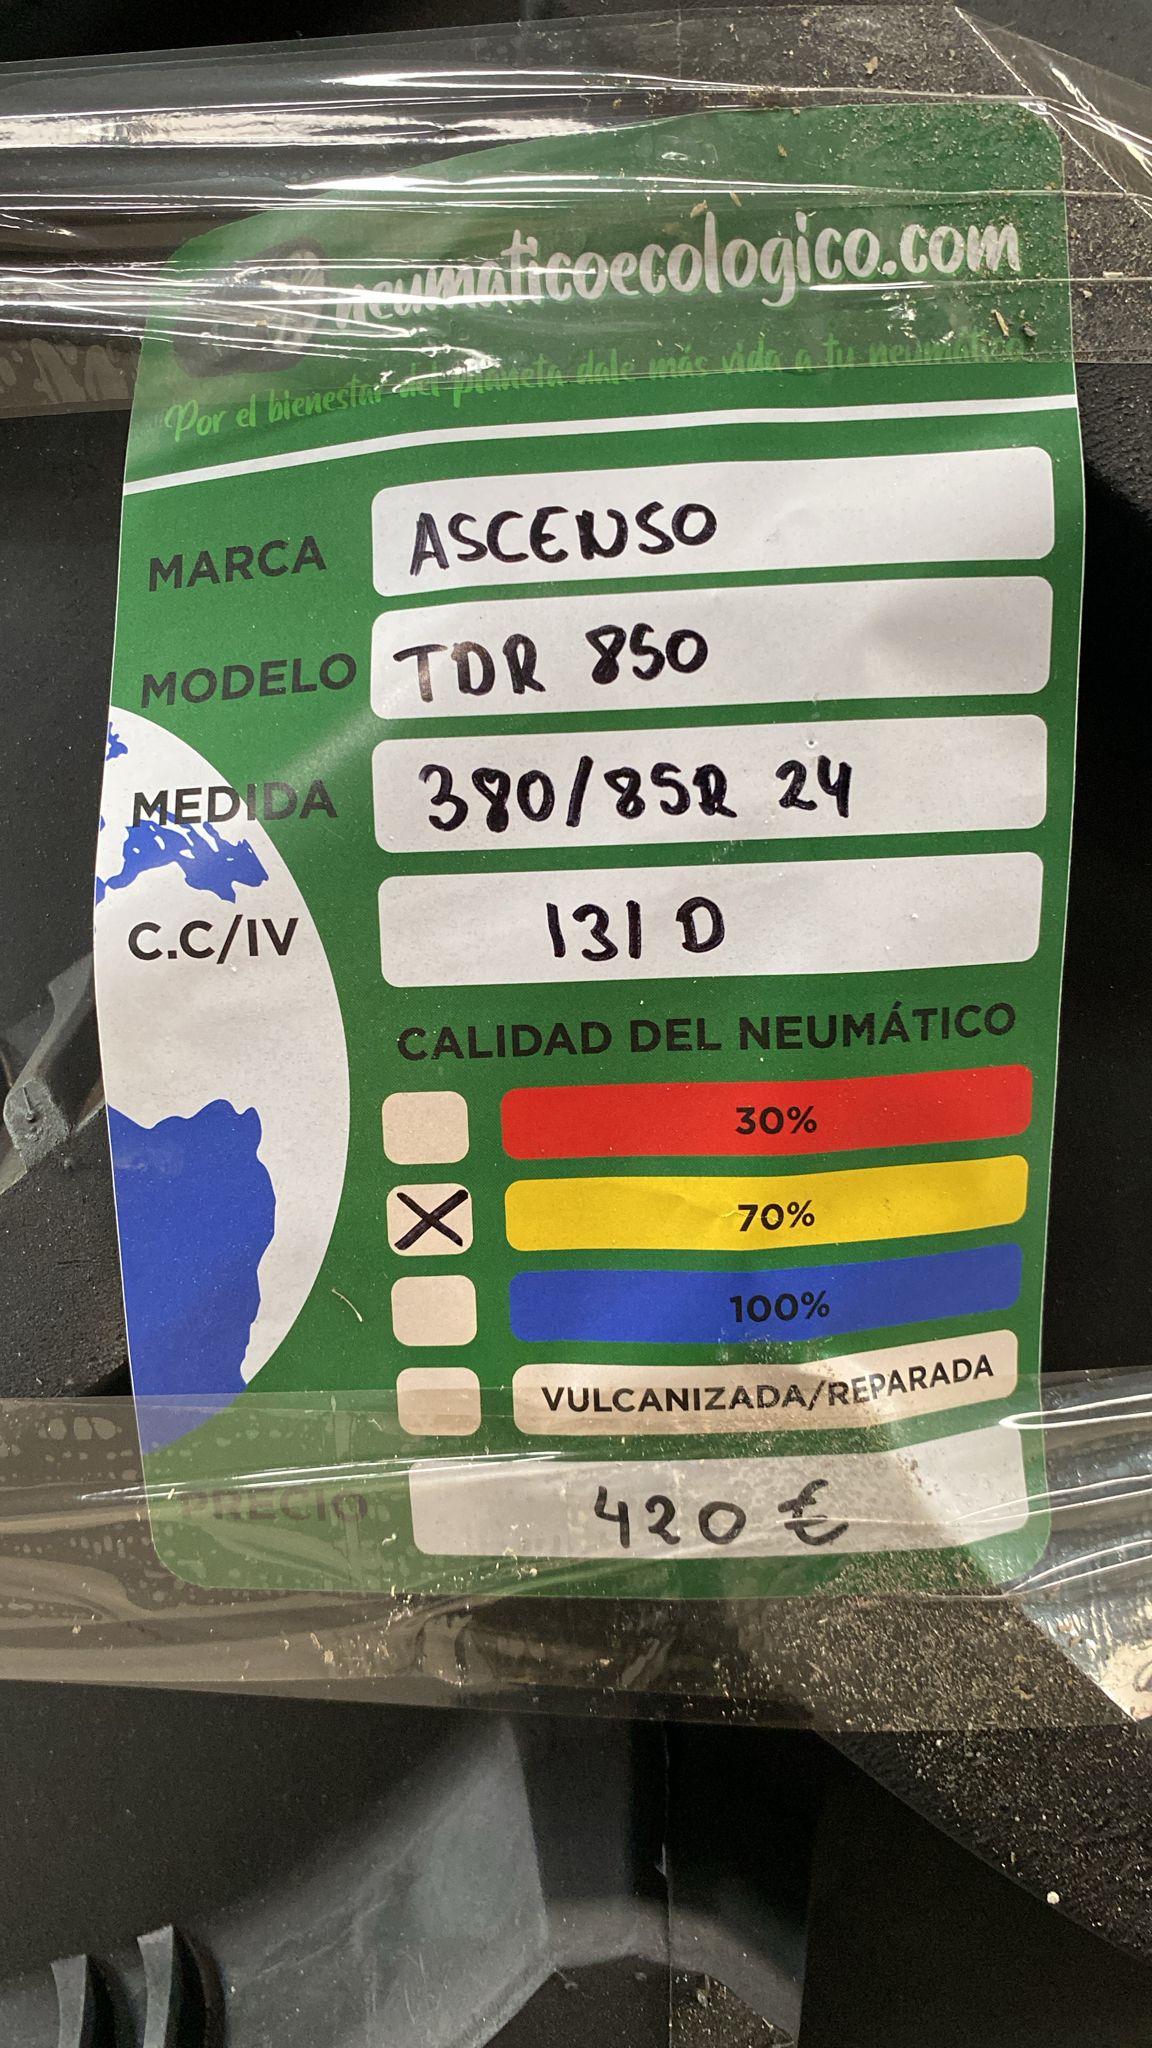 neumaticoecologico.com
Por el bienestar del planeta dale más vida a tu neumático
MARCA ASCENSO
MODELO TDR 850
MEDIDA 380/85R 24
C.C/IV 131 D
CALIDAD DEL NEUMÁTICO
30%
X 70%
100%
VULCANIZADA/REPARADA
PRECIO 420 €